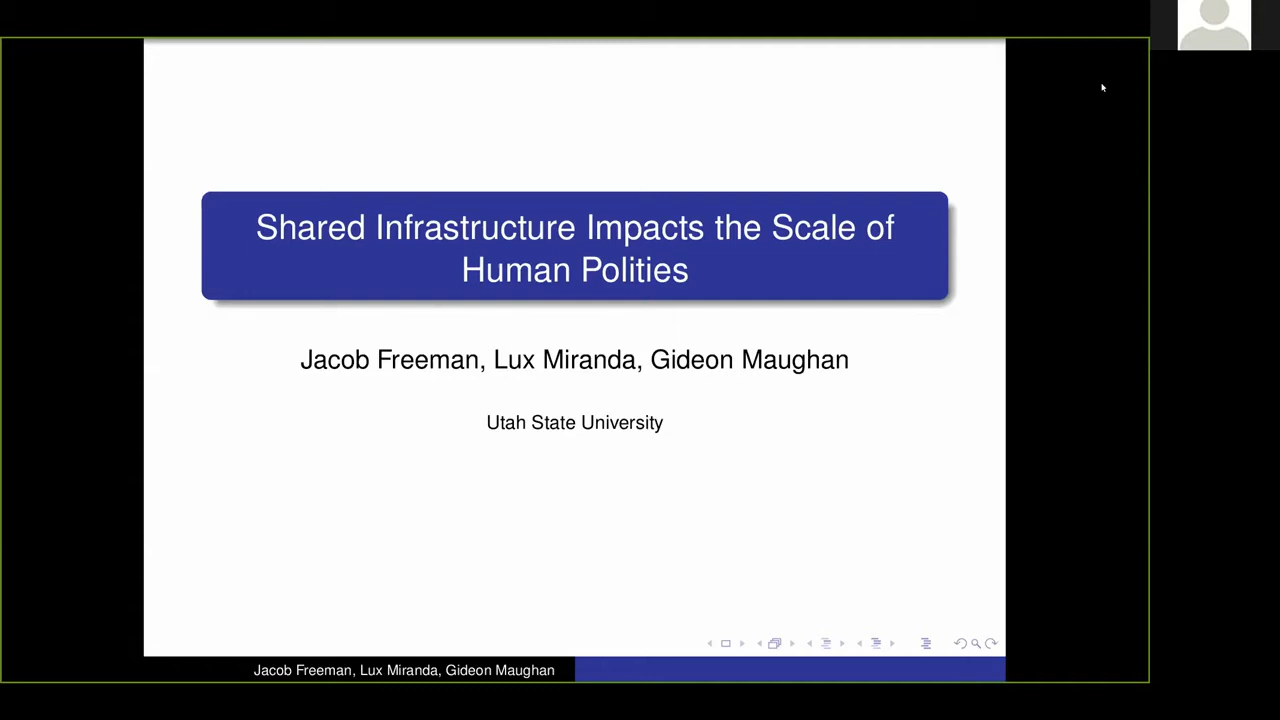 Shared Infrastructure Impacts the Scale of
Human Polities
Jacob Freeman, Lux Miranda, Gideon Maughan
Utah State University
Jacob Freeman, Lux Miranda, Gideon Maughan